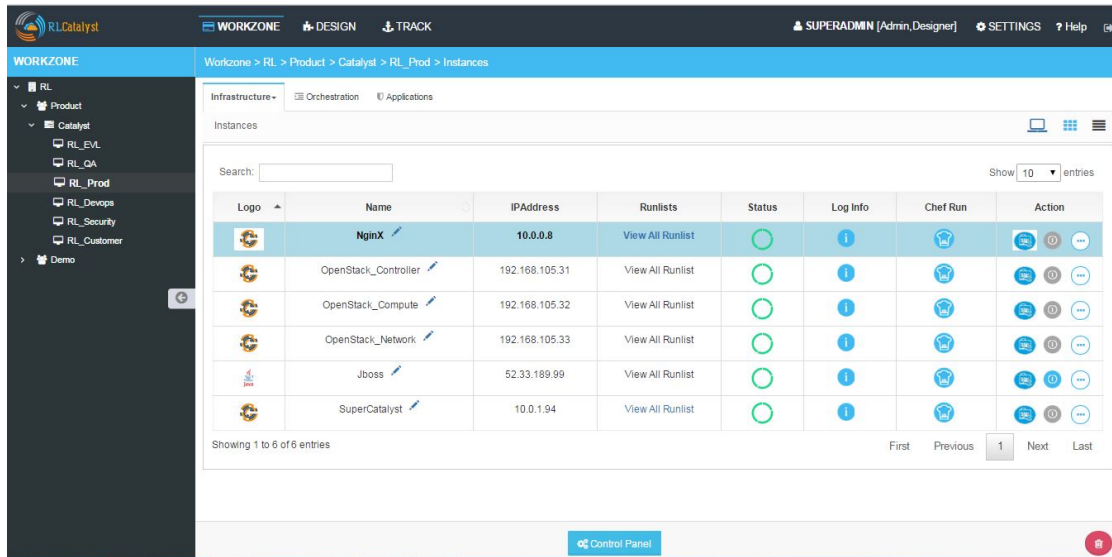 RLCatalyst WORKZONE DESIGN TRACK SUPERADMIN [Admin,Designer] SETTINGS ? Help
WORKZONE Workzone > RL > Product > Catalyst > RL_Prod > Instances
RL
Product
Catalyst
RL_EVL
RL_QA
RL_Prod
RL_Devops
RL_Security
RL_Customer
Demo
Infrastructure Orchestration Applications
Instances
Search: Show 10 entries
Logo Name IPAddress Runlists Status Log Info Chef Run Action
NginX 10.0.0.8 View All Runlist
OpenStack_Controller 192.168.105.31 View All Runlist
OpenStack_Compute 192.168.105.32 View All Runlist
OpenStack_Network 192.168.105.33 View All Runlist
Jboss 52.33.189.99 View All Runlist
SuperCatalyst 10.0.1.94 View All Runlist
Showing 1 to 6 of 6 entries First Previous 1 Next Last
Control Panel